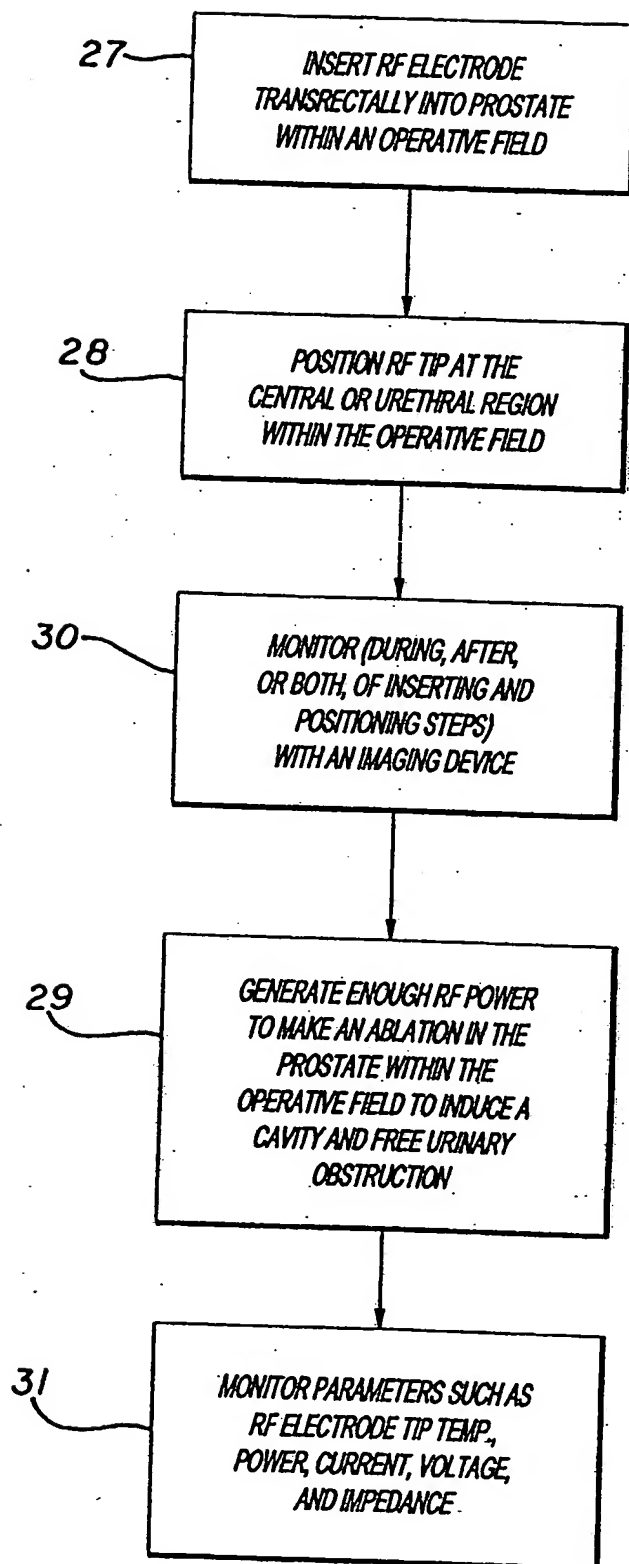 27
INSERT RF ELECTRODE
TRANSRECTALLY INTO PROSTATE
WITHIN AN OPERATIVE FIELD
28
POSITION RF TIP AT THE
CENTRAL OR URETHRAL REGION
WITHIN THE OPERATIVE FIELD
30
MONITOR (DURING, AFTER,
OR BOTH, OF INSERTING AND
POSITIONING STEPS)
WITH AN IMAGING DEVICE
29
GENERATE ENOUGH RF POWER
TO MAKE AN ABLATION IN THE
PROSTATE WITHIN THE
OPERATIVE FIELD TO INDUCE A
CAVITY AND FREE URINARY
OBSTRUCTION
31
MONITOR PARAMETERS SUCH AS
RF ELECTRODE TIP TEMP.,
POWER, CURRENT, VOLTAGE,
AND IMPEDANCE